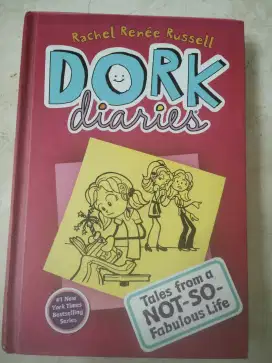 Rachel Renée Russell
DORK
diaries
Tales from a
NOT-SO-
Fabulous Life
#1 New
York Times
Bestselling
Series